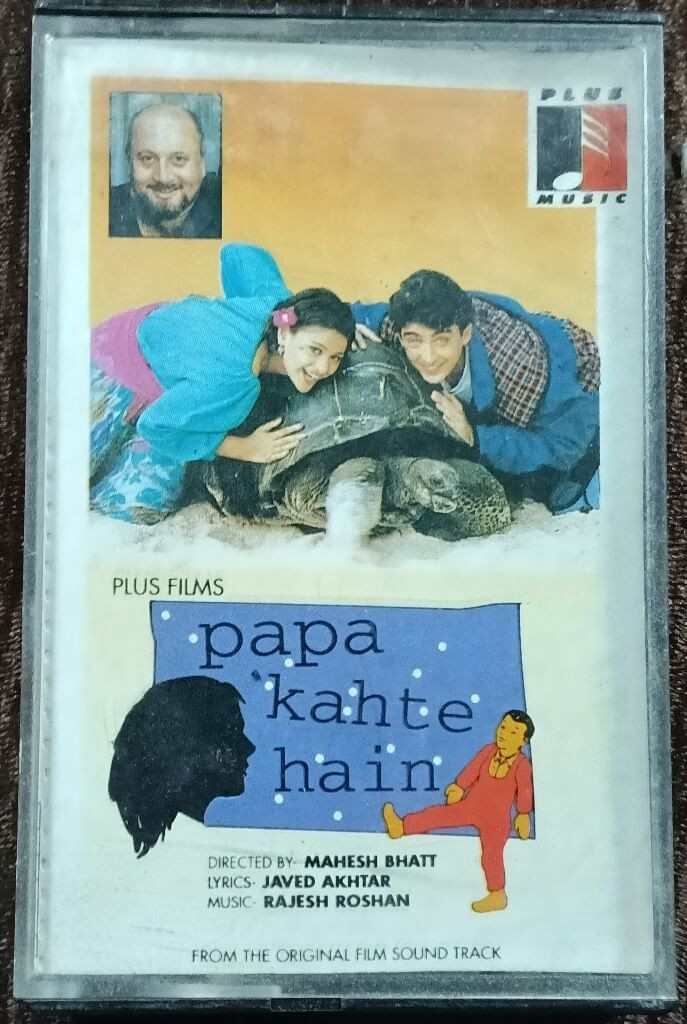 PLUS
MUSIC
PLUS FILMS
papa
kahte
hain
DIRECTED BY- MAHESH BHATT
LYRICS- JAVED AKHTAR
MUSIC- RAJESH ROSHAN
FROM THE ORIGINAL FILM SOUND TRACK